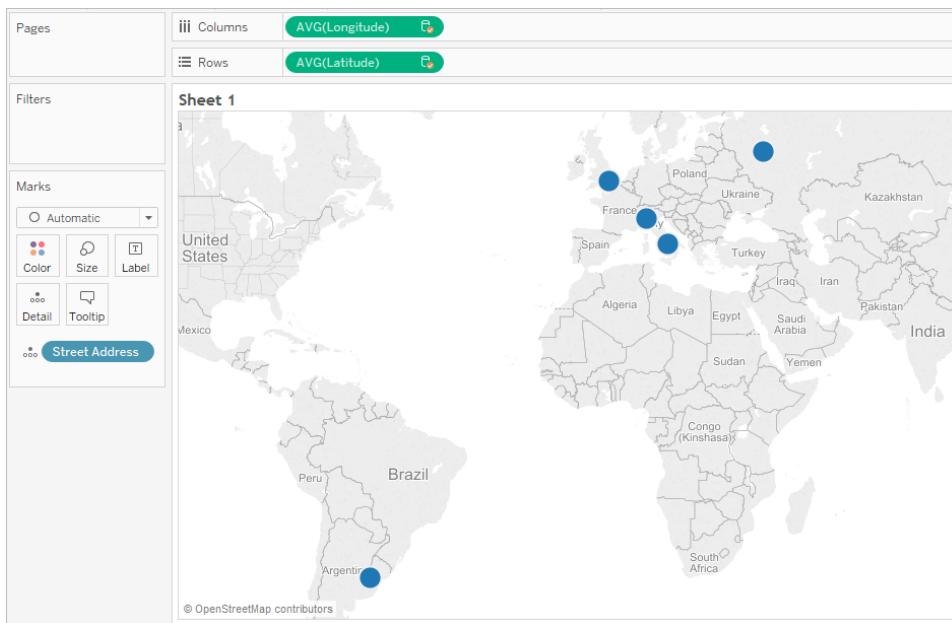 Pages
Columns
AVG(Longitude)
Rows
AVG(Latitude)
Filters
Marks
Automatic
Color
Size
T
Label
Detail
Tooltip
Street Address
Sheet 1
United
States
Mexico
Peru
Brazil
Argentin
Poland
Ukraine
France
Spain
Turkey
Kazakhstan
Iraq
Iran
Pakistan
India
Algeria
Libya
Egypt
Saudi
Arabia
Yemen
Sudan
Congo
(Kinshasa)
South
Africa
© OpenStreetMap contributors